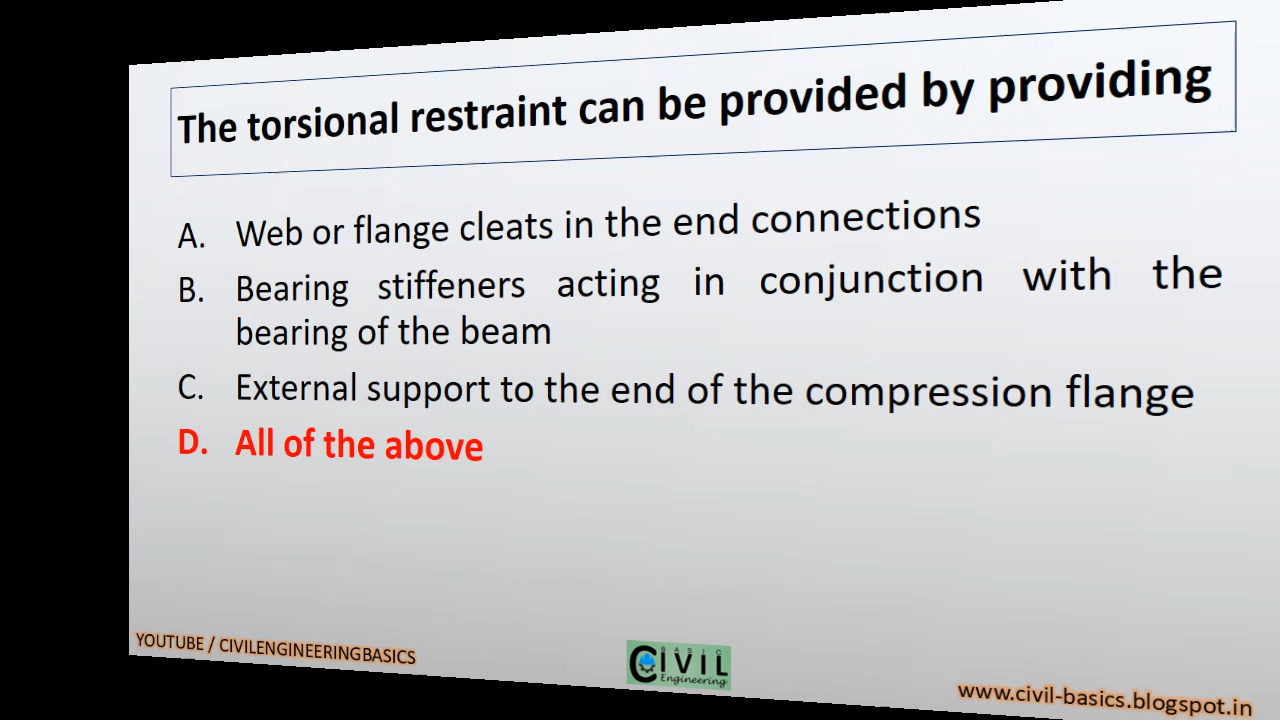 The torsional restraint can be provided by providing
A. Web or flange cleats in the end connections
B. Bearing stiffeners acting in conjunction with the
bearing of the beam
C. External support to the end of the compression flange
D. All of the above
YOUTUBE / CIVILENGINEERINGBASICS
BASIC
CIVIL
Engineering
www.civil-basics.blogspot.in